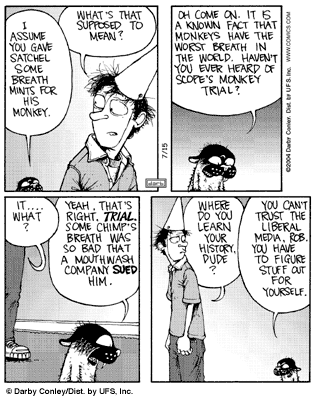 I
ASSUME
YOU GAVE
SATCHEL
SOME
BREATH
MINTS FOR
HIS
MONKEY.
WHAT'S THAT
SUPPOSED TO
MEAN?
7/15
OH COME ON. IT IS
A KNOWN FACT THAT
MONKEYS HAVE THE
WORST BREATH IN
THE WORLD. HAVEN'T
YOU EVER HEARD OF
SCOPE'S MONKEY
TRIAL?
©2004 Darby Conley. Dist. by UFS, Inc. WWW.COMICS.COM
IT....
WHAT
?
YEAH, THAT'S
RIGHT, TRIAL.
SOME CHIMP'S
BREATH WAS
SO BAD THAT
A MOUTHWASH
COMPANY SUED
HIM.
WHERE
DO YOU
LEARN
YOUR
HISTORY,
DUDE
?
YOU CAN'T
TRUST THE
LIBERAL
MEDIA, ROB.
YOU HAVE
TO FIGURE
STUFF OUT
FOR
YOURSELF.
© Darby Conley/Dist. by UFS, Inc.